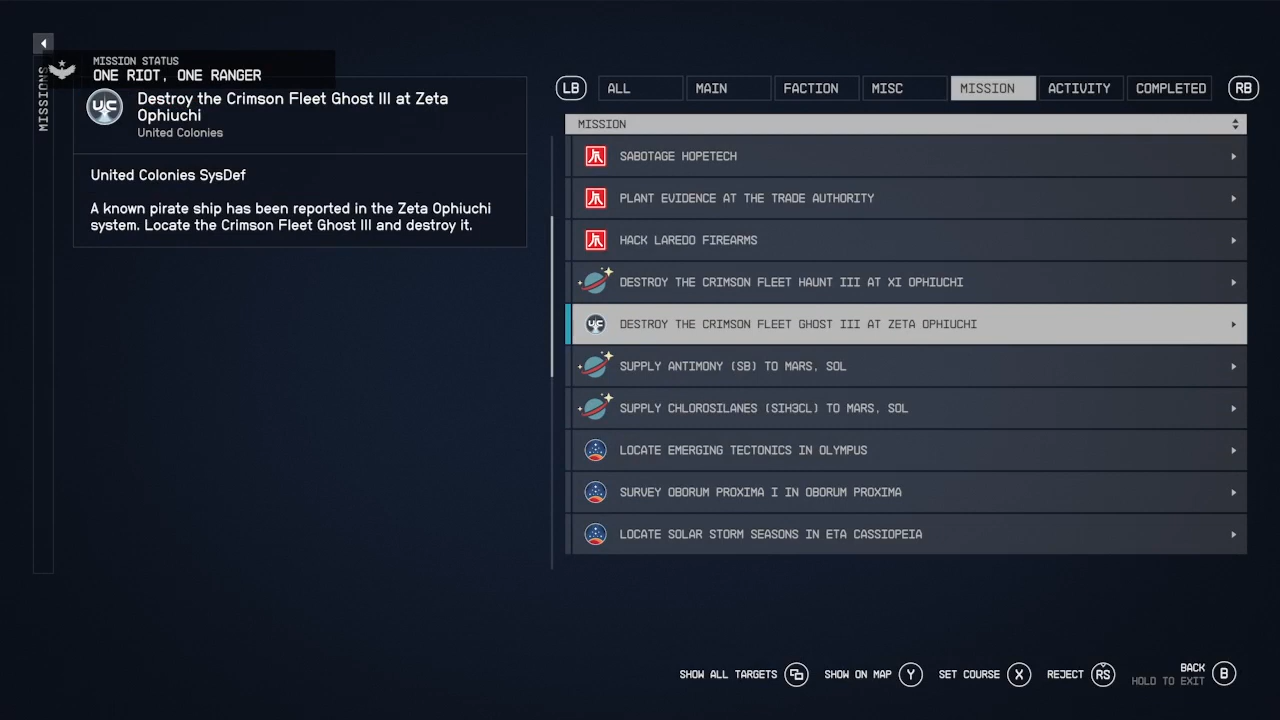 MISSIONS
MISSION STATUS
ONE RIOT, ONE RANGER
UC
Destroy the Crimson Fleet Ghost III at Zeta
Ophiuchi
United Colonies
United Colonies SysDef
A known pirate ship has been reported in the Zeta Ophiuchi
system. Locate the Crimson Fleet Ghost III and destroy it.
LB ALL MAIN FACTION MISC MISSION ACTIVITY COMPLETED RB
MISSION
SABOTAGE HOPETECH
PLANT EVIDENCE AT THE TRADE AUTHORITY
HACK LAREDO FIREARMS
DESTROY THE CRIMSON FLEET HAUNT III AT XI OPHIUCHI
UC DESTROY THE CRIMSON FLEET GHOST III AT ZETA OPHIUCHI
SUPPLY ANTIMONY (SB) TO MARS, SOL
SUPPLY CHLOROSILANES (SIH3CL) TO MARS, SOL
LOCATE EMERGING TECTONICS IN OLYMPUS
SURVEY OBORUM PROXIMA I IN OBORUM PROXIMA
LOCATE SOLAR STORM SEASONS IN ETA CASSIOPEIA
SHOW ALL TARGETS SHOW ON MAP Y SET COURSE X REJECT RS BACK B
HOLD TO EXIT